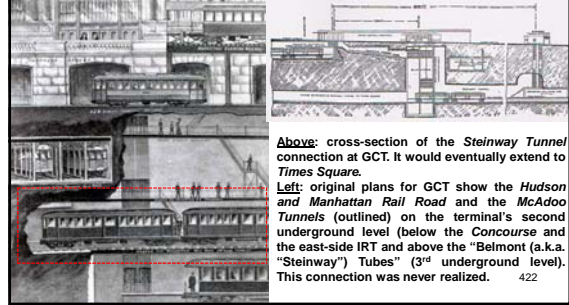 Above: cross-section of the Steinway Tunnel
connection at GCT. It would eventually extend to
Times Square.
Left: original plans for GCT show the Hudson
and Manhattan Rail Road and the McAdoo
Tunnels (outlined) on the terminal's second
underground level (below the Concourse and
the east-side IRT and above the "Belmont (a.k.a.
"Steinway") Tubes" (3rd underground level).
This connection was never realized. 422